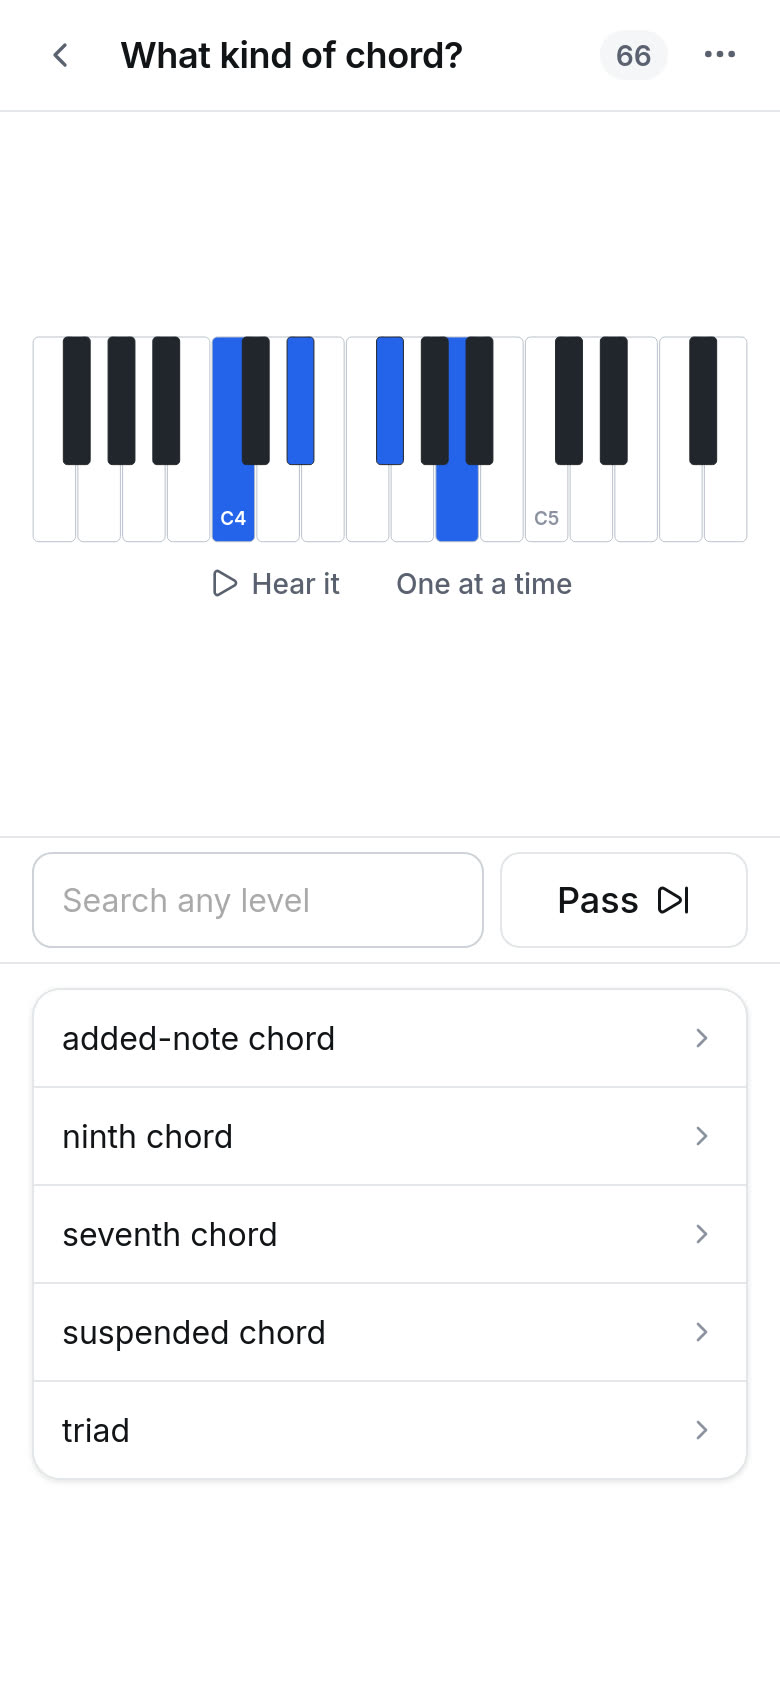 What kind of chord?
66
C4
C5
Hear it
One at a time
Search any level
Pass
added-note chord
ninth chord
seventh chord
suspended chord
triad